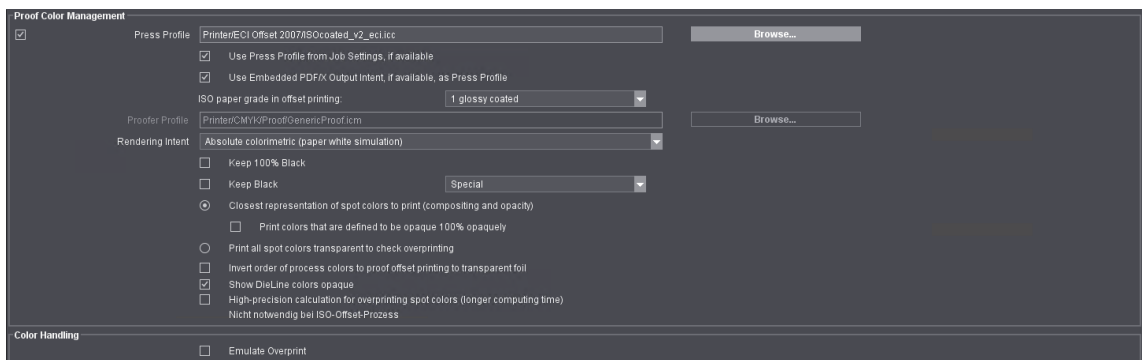 Proof Color Management
Press Profile Printer/ECI Offset 2007/ISOcoated_v2_eci.icc Browse...
Use Press Profile from Job Settings, if available
Use Embedded PDF/X Output Intent, if available, as Press Profile
ISO paper grade in offset printing: 1 glossy coated
Proofer Profile Printer/CMYK/Proof/GenericProof.icm Browse...
Rendering Intent Absolute colorimetric (paper white simulation)
Keep 100% Black
Keep Black Special
Closest representation of spot colors to print (compositing and opacity)
Print colors that are defined to be opaque 100% opaquely
Print all spot colors transparent to check overprinting
Invert order of process colors to proof offset printing to transparent foil
Show DieLine colors opaque
High-precision calculation for overprinting spot colors (longer computing time)
Nicht notwendig bei ISO-Offset-Prozess
Color Handling
Emulate Overprint